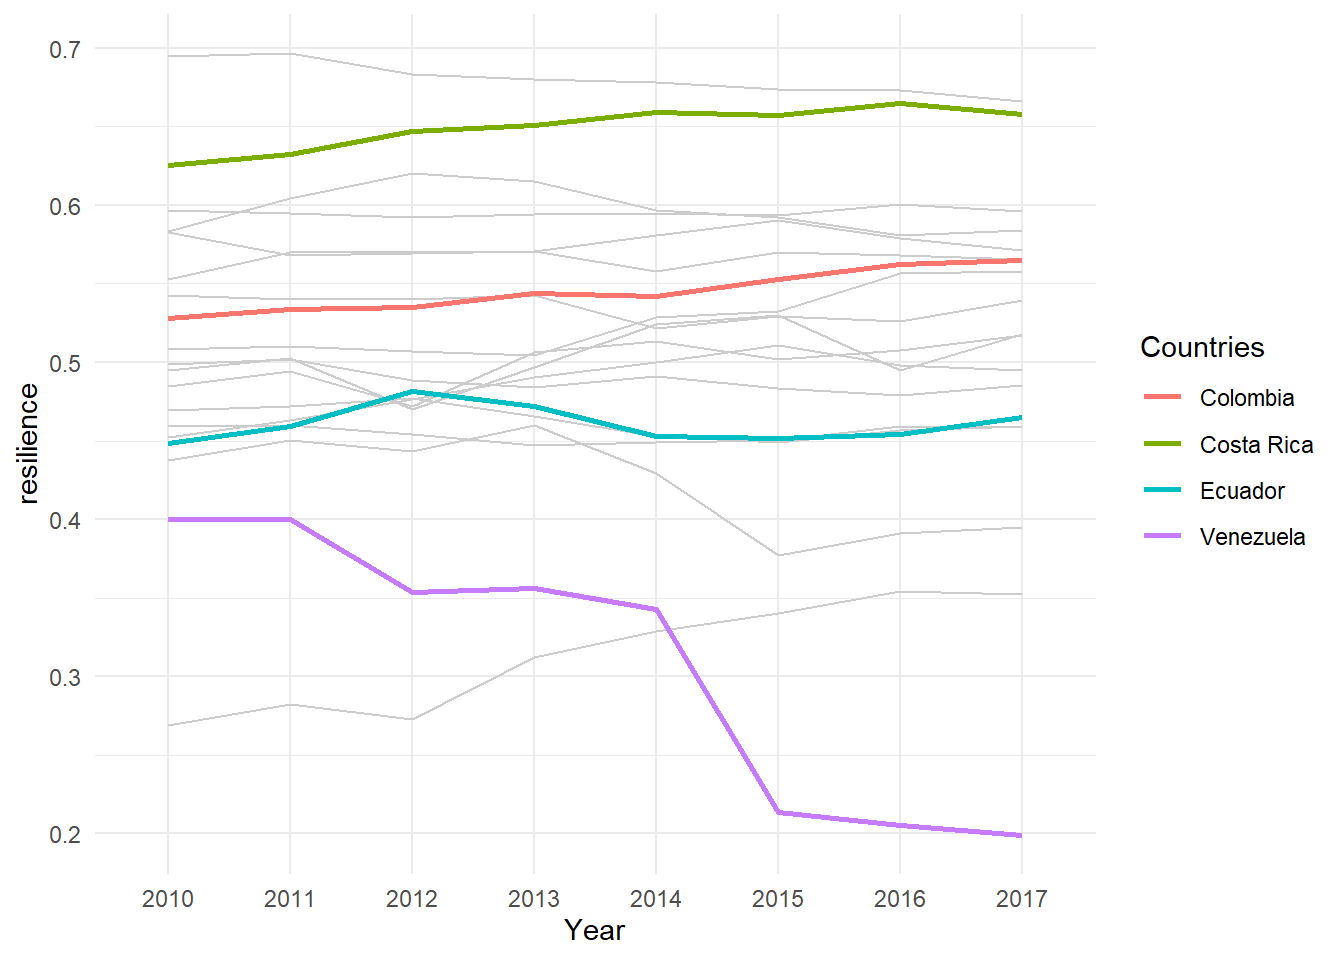 0.7
0.6
0.5
0.4
0.3
0.2
resilience
2010 2011 2012 2013 2014 2015 2016 2017
Year
Countries
Colombia
Costa Rica
Ecuador
Venezuela